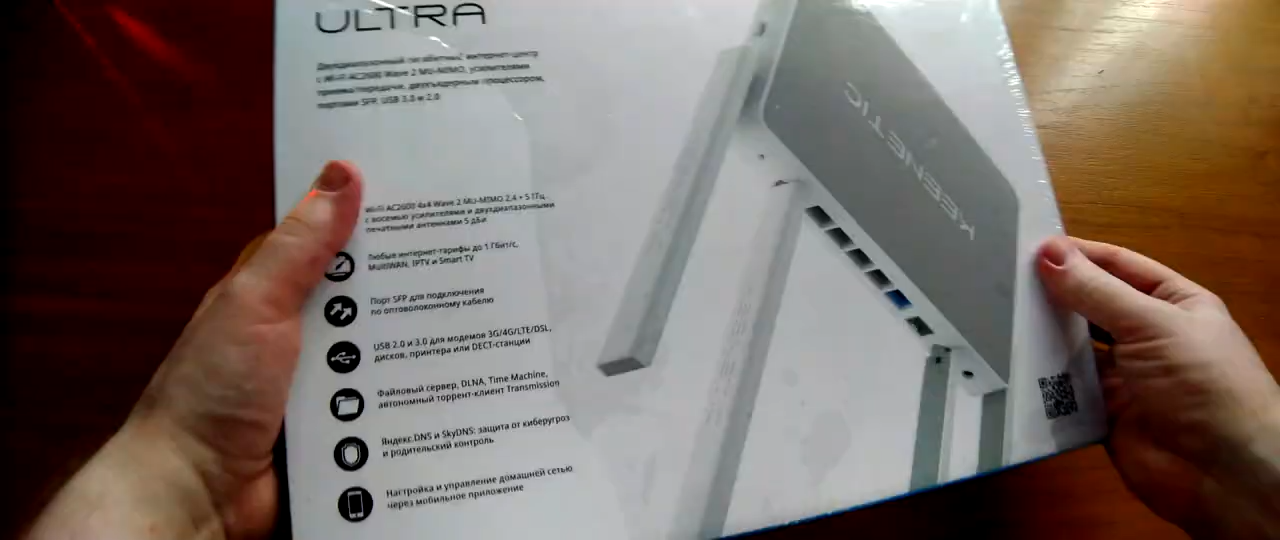 ULTRA
Двухдиапазонный гигабитный интернет-центр
с Wi-Fi AC2600 Wave 2 MU-MIMO, усилителями
приема/передачи, двухъядерным процессором,
портами SFP, USB 3.0 и 2.0
KEENETIC
Wi-Fi AC2600 4x4 Wave 2 MU-MIMO 2,4 + 5 ГГц
с восемью усилителями и двухдиапазонными
печатными антеннами 5 дБи
Любые интернет-тарифы до 1 Гбит/с,
MultiWAN, IPTV и Smart TV
Порт SFP для подключения
по оптоволоконному кабелю
USB 2.0 и 3.0 для модемов 3G/4G/LTE/DSL,
дисков, принтера или DECT-станции
Файловый сервер, DLNA, Time Machine,
автономный торрент-клиент Transmission
Яндекс.DNS и SkyDNS: защита от киберугроз
и родительский контроль
Настройка и управление домашней сетью
через мобильное приложение